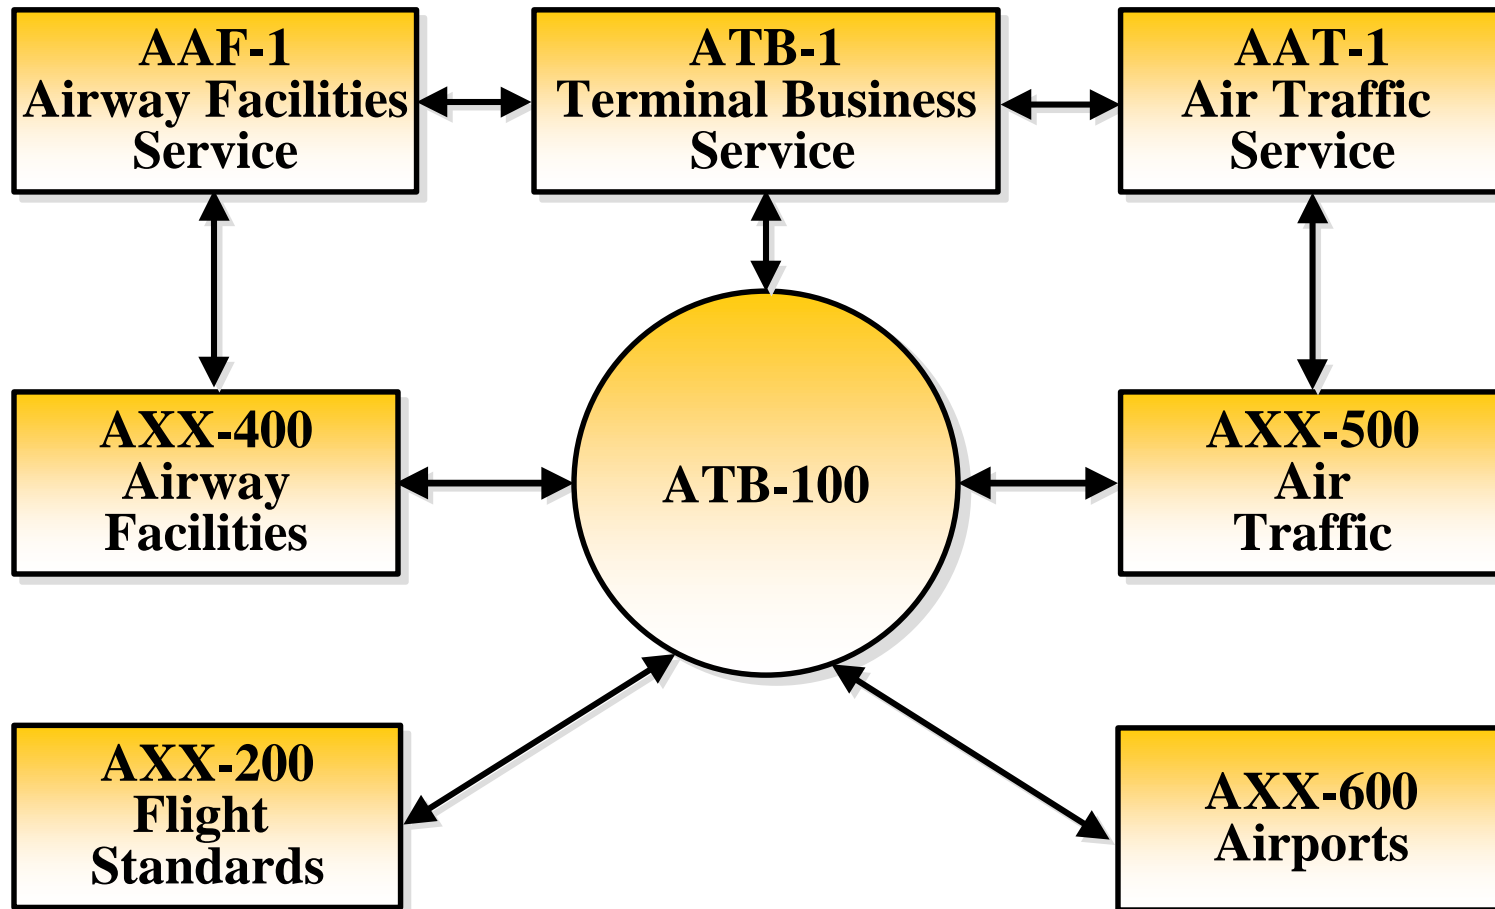 AAF-1
Airway Facilities
Service
ATB-1
Terminal Business
Service
AAT-1
Air Traffic
Service
AXX-400
Airway
Facilities
ATB-100
AXX-500
Air
Traffic
AXX-200
Flight
Standards
AXX-600
Airports